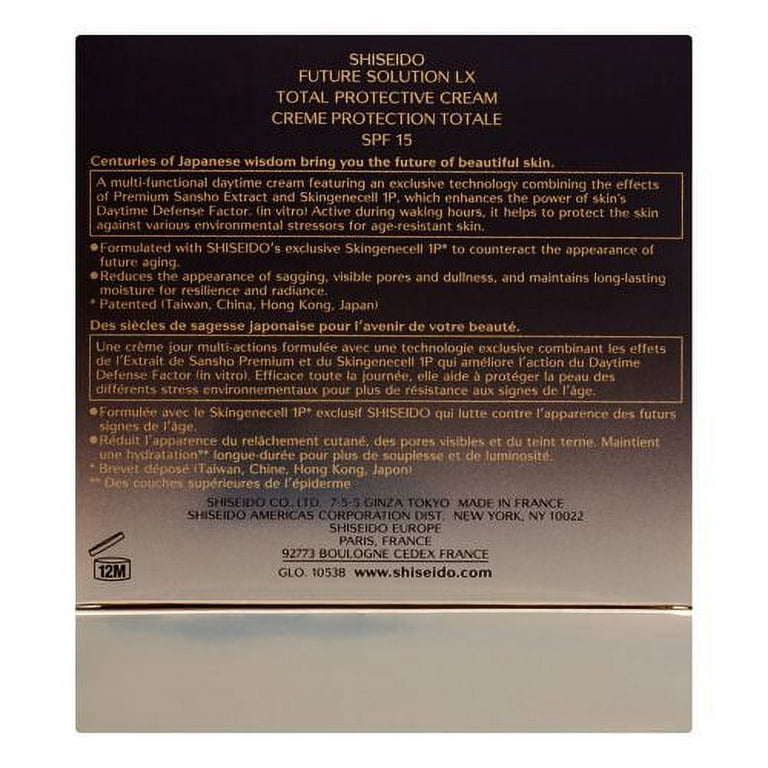 SHISEIDO
FUTURE SOLUTION LX
TOTAL PROTECTIVE CREAM
CREME PROTECTION TOTALE
SPF 15
Centuries of Japanese wisdom bring you the future of beautiful skin.
A multi-functional daytime cream featuring an exclusive technology combining the effects
of Premium Sansho Extract and Skingenecell 1P, which enhances the power of skin's
Daytime Defense Factor. (in vitro) Active during waking hours, it helps to protect the skin
against various environmental stressors for age-resistant skin.
●Formulated with SHISEIDO's exclusive Skingenecell 1P* to counteract the appearance of
future aging.
●Reduces the appearance of sagging, visible pores and dullness, and maintains long-lasting
moisture for resilience and radiance.
* Patented (Taiwan, China, Hong Kong, Japan)
Des siècles de sagesse japonaise pour l'avenir de votre beauté.
Une crème jour multi-actions formulée avec une technologie exclusive combinant les effets
de l'Extrait de Sansho Premium et du Skingenecell 1P qui améliore l'action du Daytime
Defense Factor (in vitro). Efficace toute la journée, elle aide à protéger la peau des
différents stress environnementaux pour plus de résistance aux signes de l'âge.
●Formulée avec le Skingenecell 1P* exclusif SHISEIDO qui lutte contre l'apparence des futurs
signes de l'âge.
●Réduit l'apparence du relâchement cutané, des pores visibles et du teint terne. Maintient
une hydratation** longue-durée pour plus de souplesse et de luminosité.
* Brevet déposé (Taiwan, Chine, Hong Kong, Japon)
** Des couches supérieures de l'épiderme
SHISEIDO CO., LTD. 7-5-5 GINZA TOKYO MADE IN FRANCE
SHISEIDO AMERICAS CORPORATION DIST. NEW YORK, NY 10022
SHISEIDO EUROPE
PARIS, FRANCE
92773 BOULOGNE CEDEX FRANCE
GLO. 10538 www.shiseido.com
12M